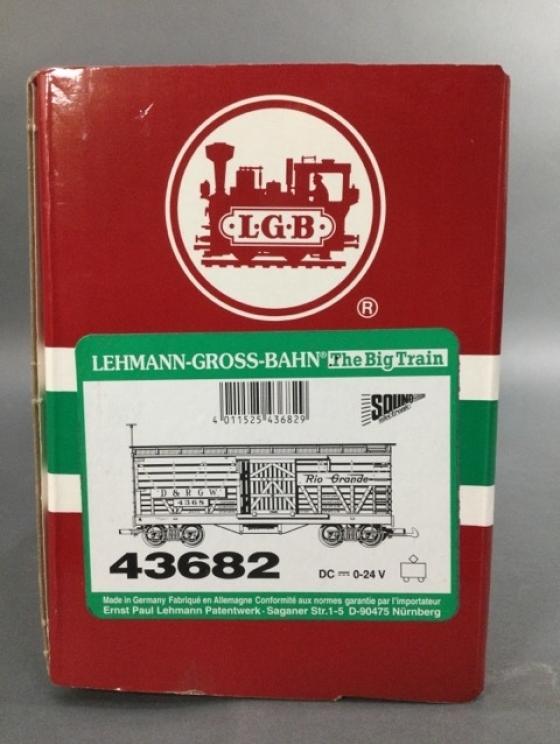 ·L·G·B·
®
LEHMANN-GROSS-BAHN® The Big Train
4 011525 436829
SOUND
D & R G W
4368
Rio Grande
43682
DC 0-24 V
Made in Germany Fabriqué en Allemagne Conformité aux normes garantie par l'importateur
Ernst Paul Lehmann Patentwerk · Saganer Str.1-5 D-90475 Nürnberg